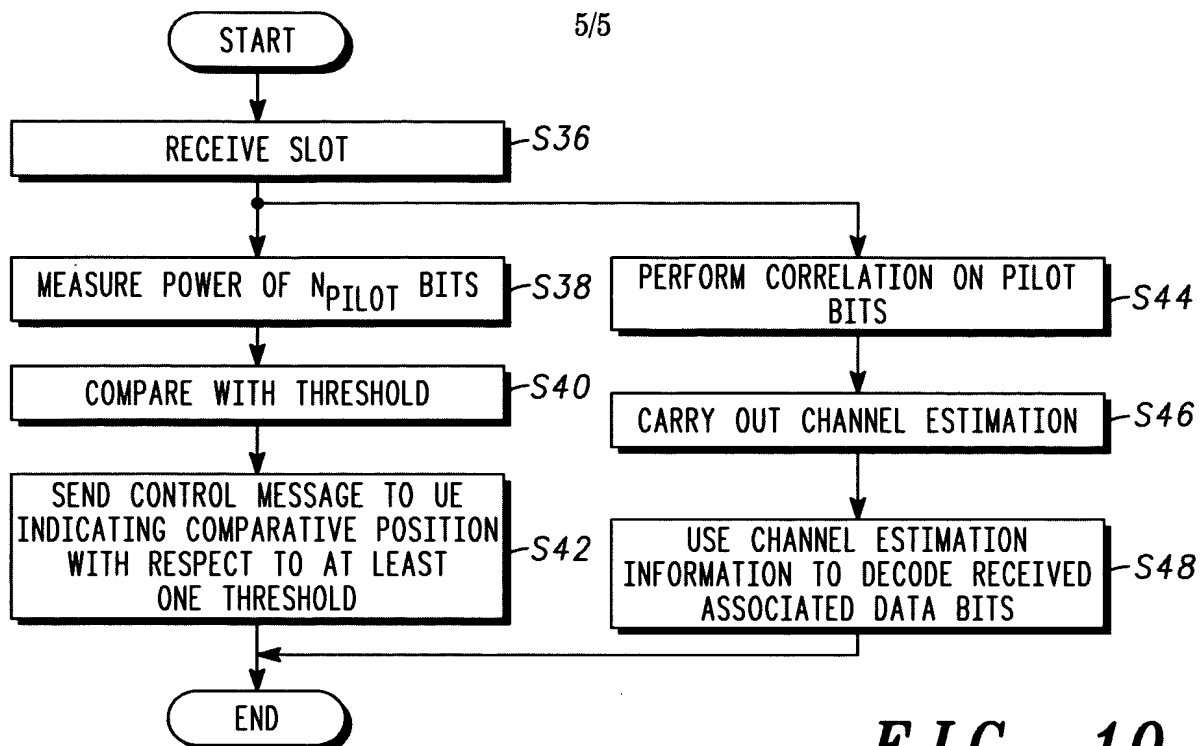 5/5
START
RECEIVE SLOT
S36
MEASURE POWER OF NPILOT BITS
S38
COMPARE WITH THRESHOLD
S40
SEND CONTROL MESSAGE TO UE
INDICATING COMPARATIVE POSITION
WITH RESPECT TO AT LEAST
ONE THRESHOLD
S42
PERFORM CORRELATION ON PILOT
BITS
S44
CARRY OUT CHANNEL ESTIMATION
S46
USE CHANNEL ESTIMATION
INFORMATION TO DECODE RECEIVED
ASSOCIATED DATA BITS
S48
END
FIG. 10